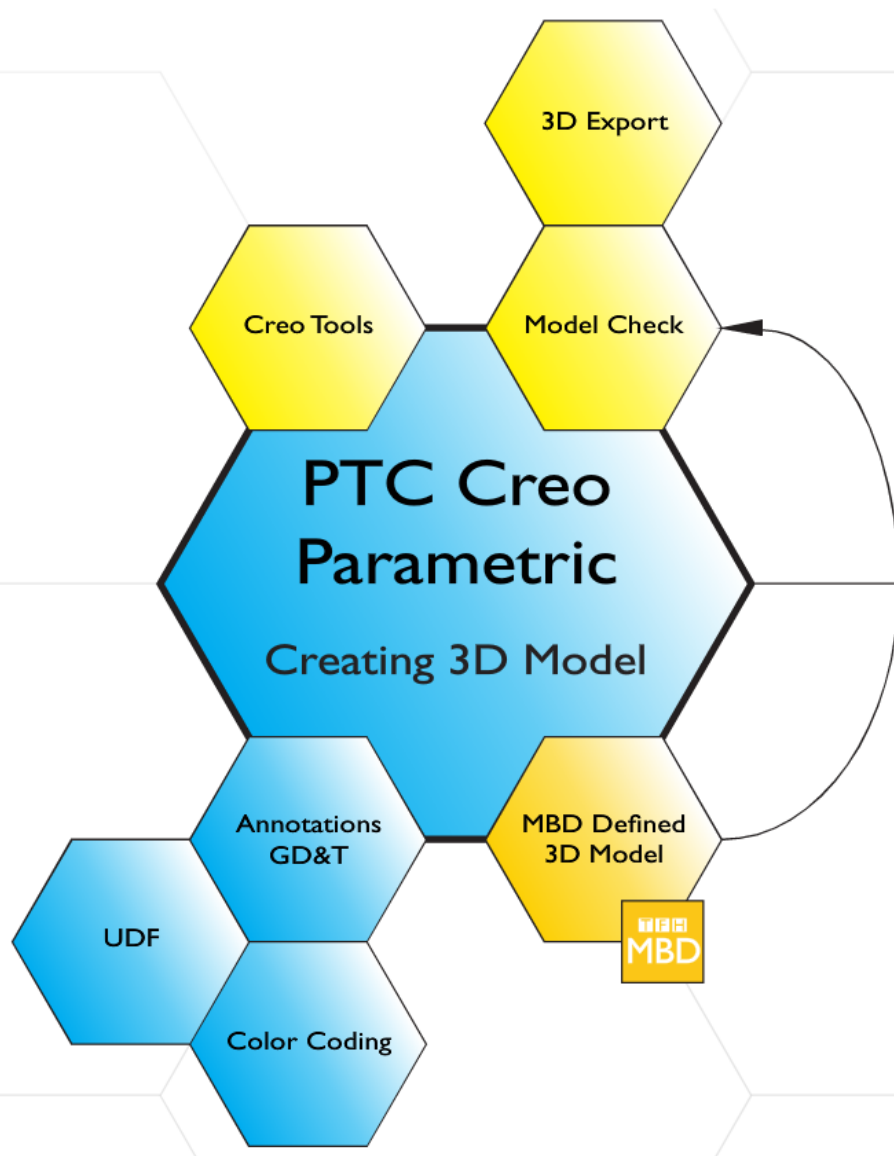 3D Export
Creo Tools
Model Check
PTC Creo
Parametric
Creating 3D Model
Annotations
GD&T
MBD Defined
3D Model
TFH
MBD
UDF
Color Coding